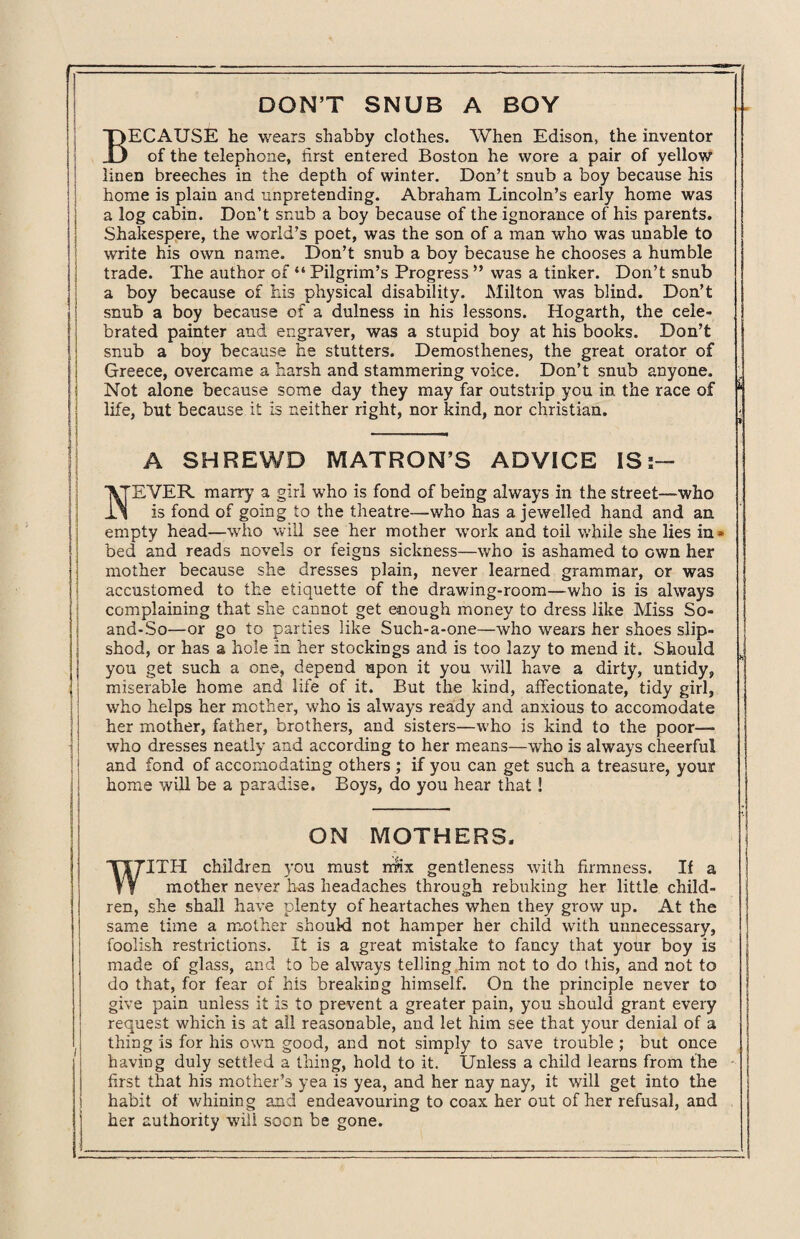 DON'T SNUB A BOY
BECAUSE he wears shabby clothes. When Edison, the inventor
of the telephone, first entered Boston he wore a pair of yellow
linen breeches in the depth of winter. Don't snub a boy because his
home is plain and unpretending. Abraham Lincoln's early home was
a log cabin. Don't snub a boy because of the ignorance of his parents.
Shakespere, the world's poet, was the son of a man who was unable to
write his own name. Don't snub a boy because he chooses a humble
trade. The author of “ Pilgrim's Progress ” was a tinker. Don't snub
a boy because of his physical disability. Milton was blind. Don't
snub a boy because of a dulness in his lessons. Hogarth, the cele-
brated painter and engraver, was a stupid boy at his books. Don't
snub a boy because he stutters. Demosthenes, the great orator of
Greece, overcame a harsh and stammering voice. Don't snub anyone.
Not alone because some day they may far outstrip you in the race of
life, but because it is neither right, nor kind, nor christian.
A SHREWD MATRON'S ADVICE IS:—
NEVER marry a girl who is fond of being always in the street—who
is fond of going to the theatre—who has a jewelled hand and an
empty head—who will see her mother work and toil while she lies in
bed and reads novels or feigns sickness—who is ashamed to own her
mother because she dresses plain, never learned grammar, or was
accustomed to the etiquette of the drawing-room—who is is always
complaining that she cannot get enough money to dress like Miss So-
and-So—or go to parties like Such-a-one—who wears her shoes slip-
shod, or has a hole in her stockings and is too lazy to mend it. Should
you get such a one, depend upon it you will have a dirty, untidy,
miserable home and life of it. But the kind, affectionate, tidy girl,
who helps her mother, who is always ready and anxious to accomodate
her mother, father, brothers, and sisters—who is kind to the poor—
who dresses neatly and according to her means—who is always cheerful
and fond of accomodating others ; if you can get such a treasure, your
home will be a paradise. Boys, do you hear that !
ON MOTHERS.
WITH children you must mix gentleness with firmness. If a
mother never has headaches through rebuking her little child-
ren, she shall have plenty of heartaches when they grow up. At the
same time a mother should not hamper her child with unnecessary,
foolish restrictions. It is a great mistake to fancy that your boy is
made of glass, and to be always telling him not to do this, and not to
do that, for fear of his breaking himself. On the principle never to
give pain unless it is to prevent a greater pain, you should grant every
request which is at all reasonable, and let him see that your denial of a
thing is for his own good, and not simply to save trouble ; but once
having duly settled a thing, hold to it. Unless a child learns from the
first that his mother's yea is yea, and her nay nay, it will get into the
habit of whining and endeavouring to coax her out of her refusal, and
her authority will soon be gone.